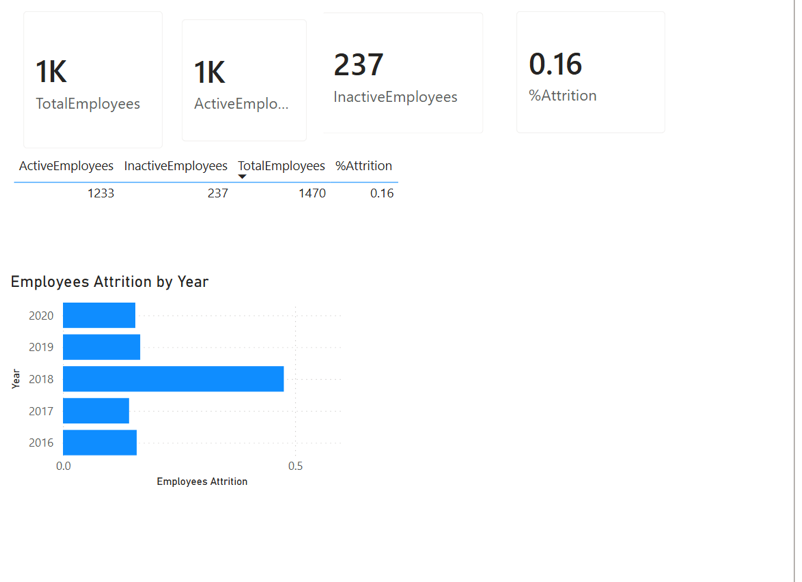 1K
TotalEmployees
1K
ActiveEmplo...
237
InactiveEmployees
0.16
%Attrition
ActiveEmployees InactiveEmployees TotalEmployees %Attrition
1233 237 1470 0.16
Employees Attrition by Year
2020
2019
2018
2017
2016
Year
0.0 0.5
Employees Attrition